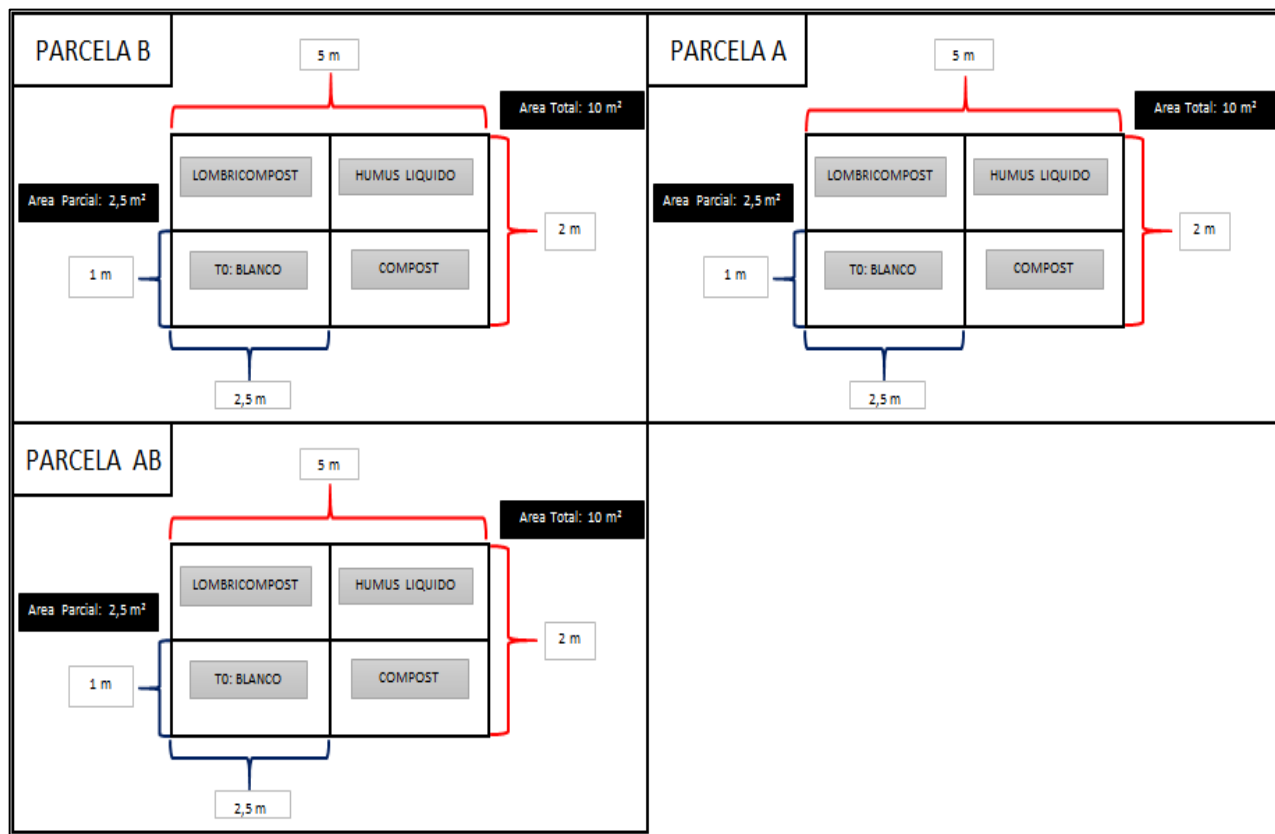 PARCELA B
5 m
Area Total: 10 m²
LOMBRICOMPOST
HUMUS LIQUIDO
Area Parcial: 2,5 m²
2 m
1 m
T0: BLANCO
COMPOST
2,5 m
PARCELA A
5 m
Area Total: 10 m²
LOMBRICOMPOST
HUMUS LIQUIDO
Area Parcial: 2,5 m²
2 m
1 m
T0: BLANCO
COMPOST
2,5 m
PARCELA AB
5 m
Area Total: 10 m²
LOMBRICOMPOST
HUMUS LIQUIDO
Area Parcial: 2,5 m²
2 m
1 m
T0: BLANCO
COMPOST
2,5 m